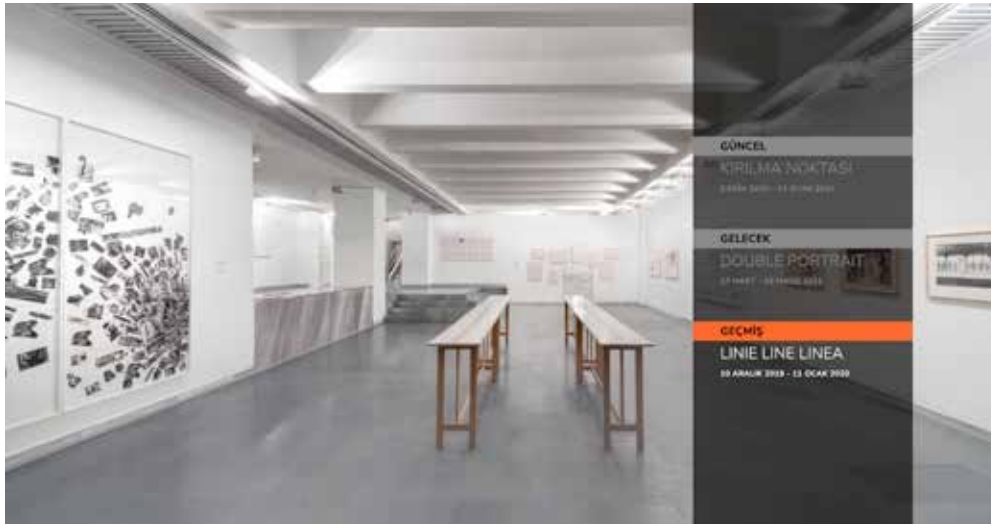 GÜNCEL
KIRILMA NOKTASI
GELECEK
DOUBLE PORTRAIT
GEÇMİŞ
LINIE LINE LINEA
10 ARALIK 2019 - 11 OCAK 2020